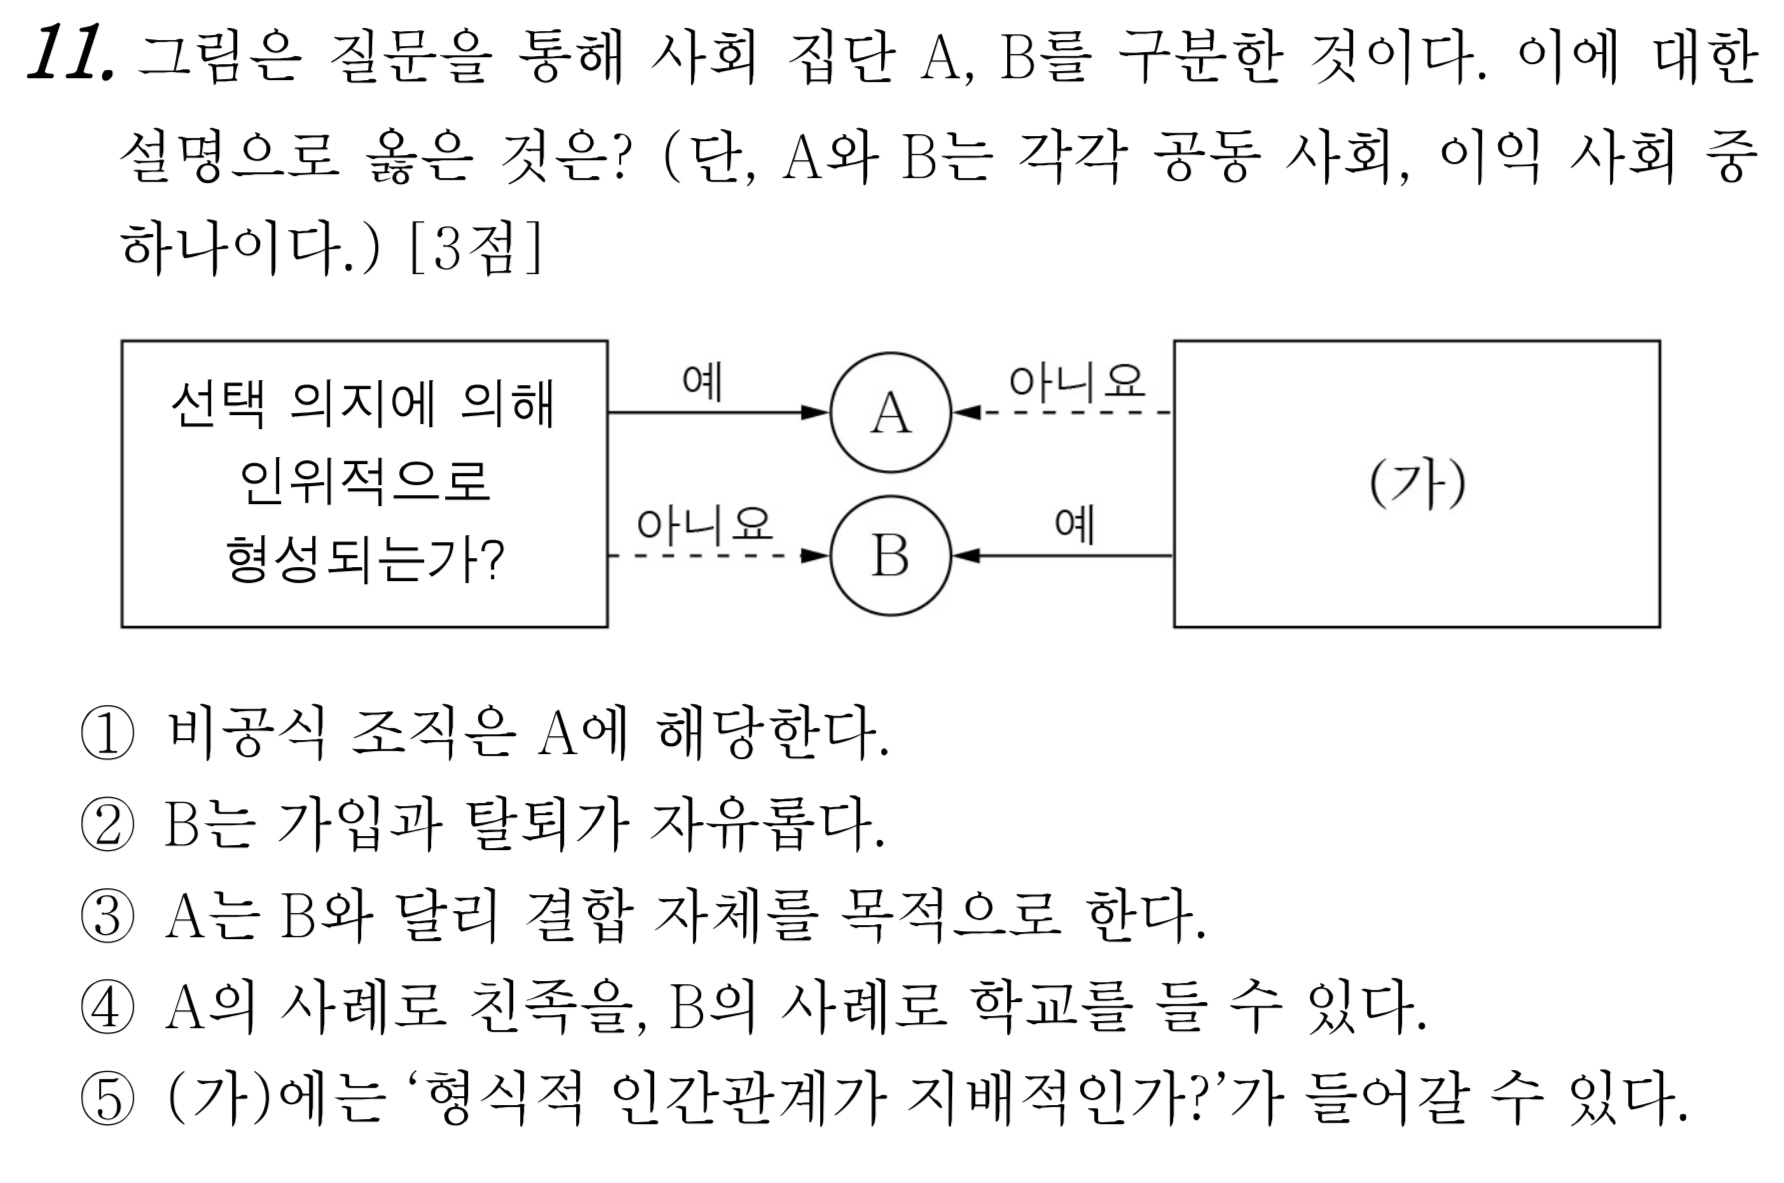 11. 그림은 질문을 통해 사회 집단 A, B를 구분한 것이다. 이에 대한
설명으로 옳은 것은? (단, A와 B는 각각 공동 사회, 이익 사회 중
하나이다.) [3점]
선택 의지에 의해
인위적으로
형성되는가?
예
아니요
A
B
아니요
예
(가)
① 비공식 조직은 A에 해당한다.
② B는 가입과 탈퇴가 자유롭다.
③ A는 B와 달리 결합 자체를 목적으로 한다.
④ A의 사례로 친족을, B의 사례로 학교를 들 수 있다.
⑤ (가)에는 ‘형식적 인간관계가 지배적인가?’가 들어갈 수 있다.